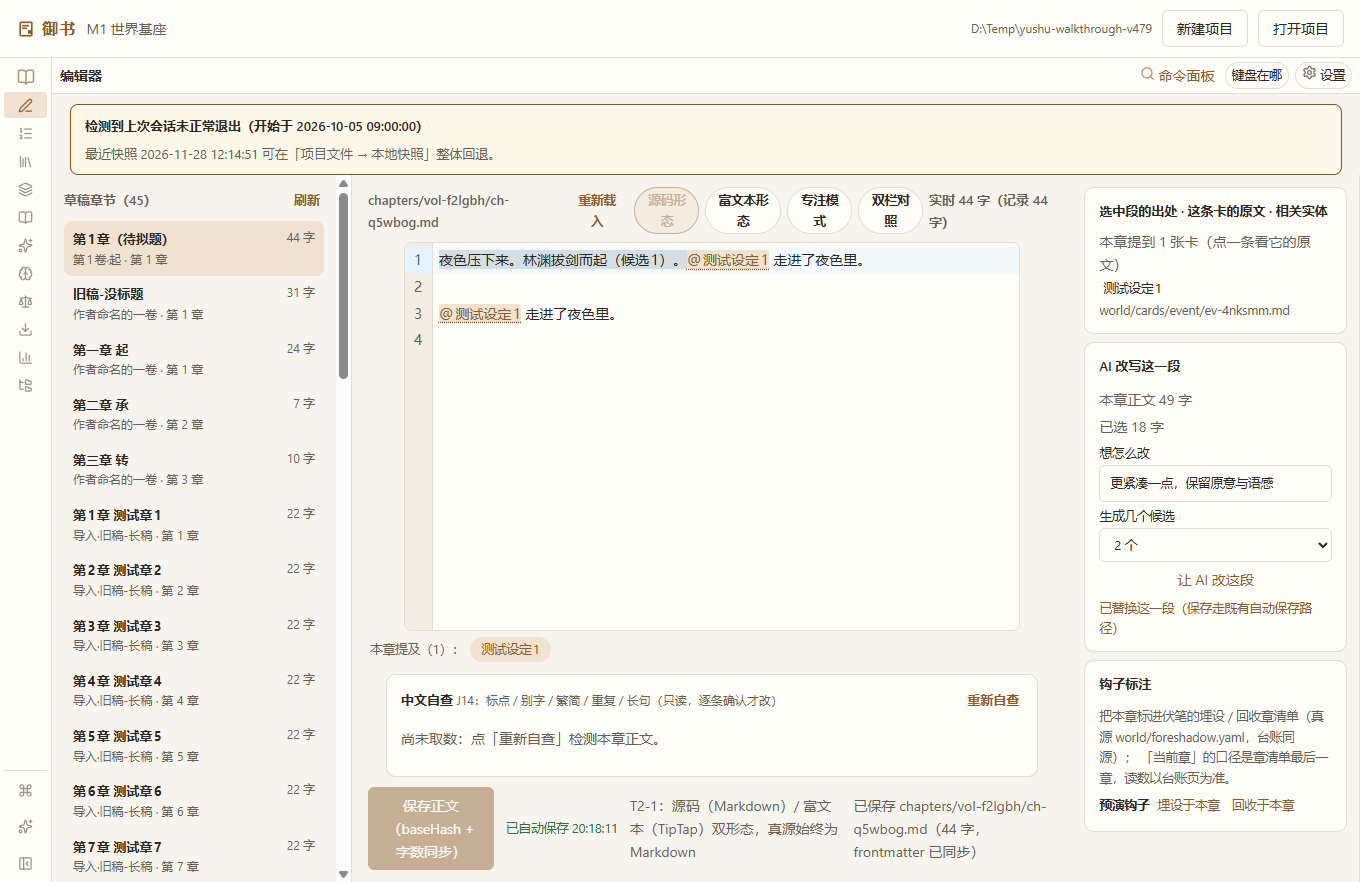 御书 M1 世界基座
D:\Temp\yushu-walkthrough-v479 新建项目 打开项目
编辑器
命令面板 键盘在哪 设置
检测到上次会话未正常退出（开始于 2026-10-05 09:00:00）
最近快照 2026-11-28 12:14:51 可在「项目文件 → 本地快照」整体回退。
草稿章节（45） 刷新
第 1 章（待拟题） 44 字
第 1 卷·起 · 第 1 章
旧稿-没标题 31 字
作者命名的一卷 · 第 1 章
第一章 起 24 字
作者命名的一卷 · 第 1 章
第二章 承 7 字
作者命名的一卷 · 第 2 章
第三章 转 10 字
作者命名的一卷 · 第 3 章
第 1 章 测试章 1 22 字
导入·旧稿-长稿 · 第 1 章
第 2 章 测试章 2 22 字
导入·旧稿-长稿 · 第 2 章
第 3 章 测试章 3 22 字
导入·旧稿-长稿 · 第 3 章
第 4 章 测试章 4 22 字
导入·旧稿-长稿 · 第 4 章
第 5 章 测试章 5 22 字
导入·旧稿-长稿 · 第 5 章
第 6 章 测试章 6 22 字
导入·旧稿-长稿 · 第 6 章
第 7 章 测试章 7 22 字
导入·旧稿-长稿 · 第 7 章
chapters/vol-f2lgbh/ch-
q5wbog.md
重新载
入
源码形
态
富文本形
态
专注模
式
双栏对
照
实时 44 字（记录 44
字）
1 夜色压下来。林渊拔剑而起（候选1）。@测试设定1 走进了夜色里。
2
3 @测试设定1 走进了夜色里。
4
本章提及（1）： 测试设定1
中文自查 J14：标点 / 别字 / 繁简 / 重复 / 长句（只读，逐条确认才改） 重新自查
尚未取数：点「重新自查」检测本章正文。
保存正文
（baseHash +
字数同步）
已自动保存 20:18:11
T2-1：源码（Markdown）/ 富文
本（TipTap）双形态，真源始终为
Markdown
已保存 chapters/vol-f2lgbh/ch-
q5wbog.md（44 字，
frontmatter 已同步）
选中段的出处 · 这条卡的原文 · 相关实体
本章提到 1 张卡（点一条看它的原
文）
测试设定1
world/cards/event/ev-4nksmm.md
AI 改写这一段
本章正文 49 字
已选 18 字
想怎么改
更紧凑一点，保留原意与语感
生成几个候选
2 个
让 AI 改这段
已替换这一段（保存走既有自动保存路
径）
钩子标注
把本章标进伏笔的埋设 / 回收章清单（真
源 world/foreshadow.yaml，台账同
源）；「当前章」的口径是章清单最后一
章，读数以台账页为准。
预演钩子 埋设于本章 回收于本章